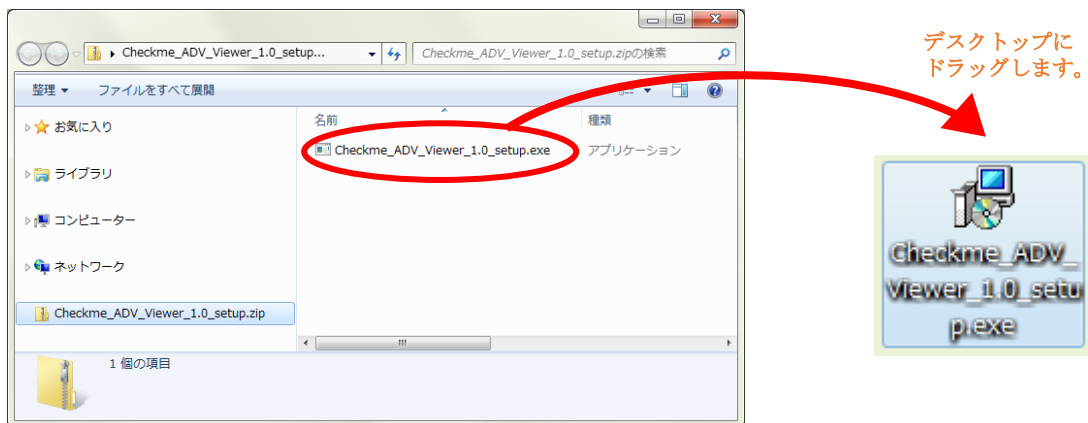 Checkme_ADV_Viewer_1.0_setup...
Checkme_ADV_Viewer_1.0_setup.zipの検索
整理
ファイルをすべて展開
お気に入り
ライブラリ
コンピューター
ネットワーク
Checkme_ADV_Viewer_1.0_setup.zip
名前
種類
Checkme_ADV_Viewer_1.0_setup.exe
アプリケーション
1 個の項目
デスクトップに
ドラッグします。
Checkme_ADV_
Viewer_1.0_setu
p.exe